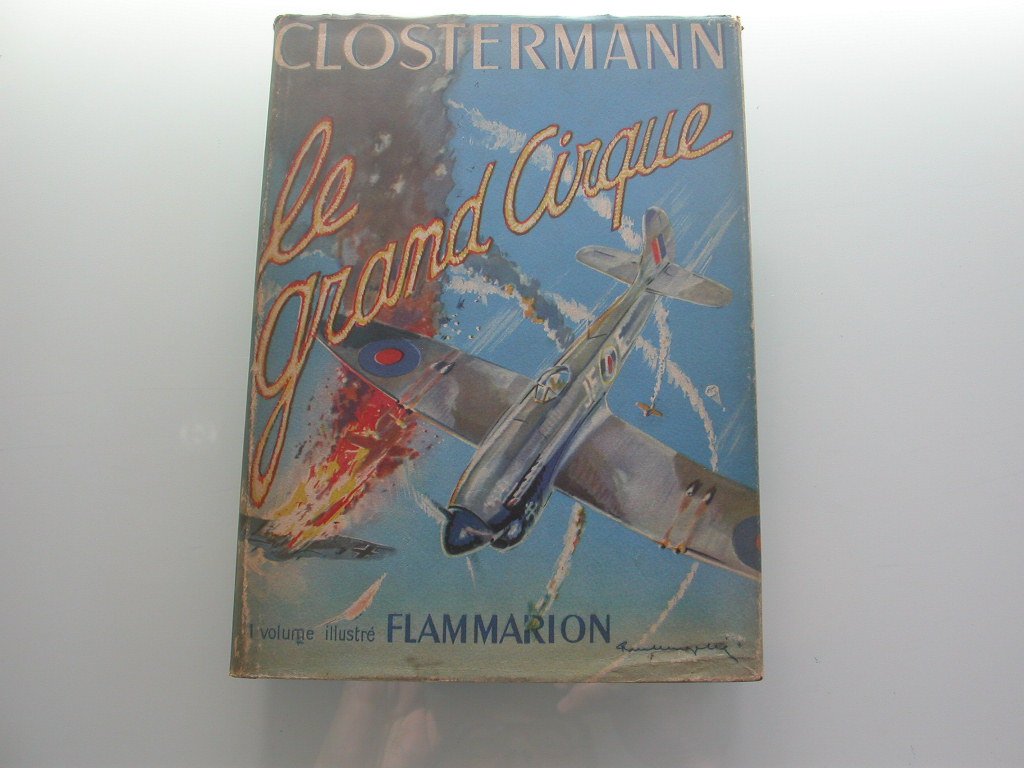 CLOSTERMANN
le
grand Cirque
1 volume illustré FLAMMARION